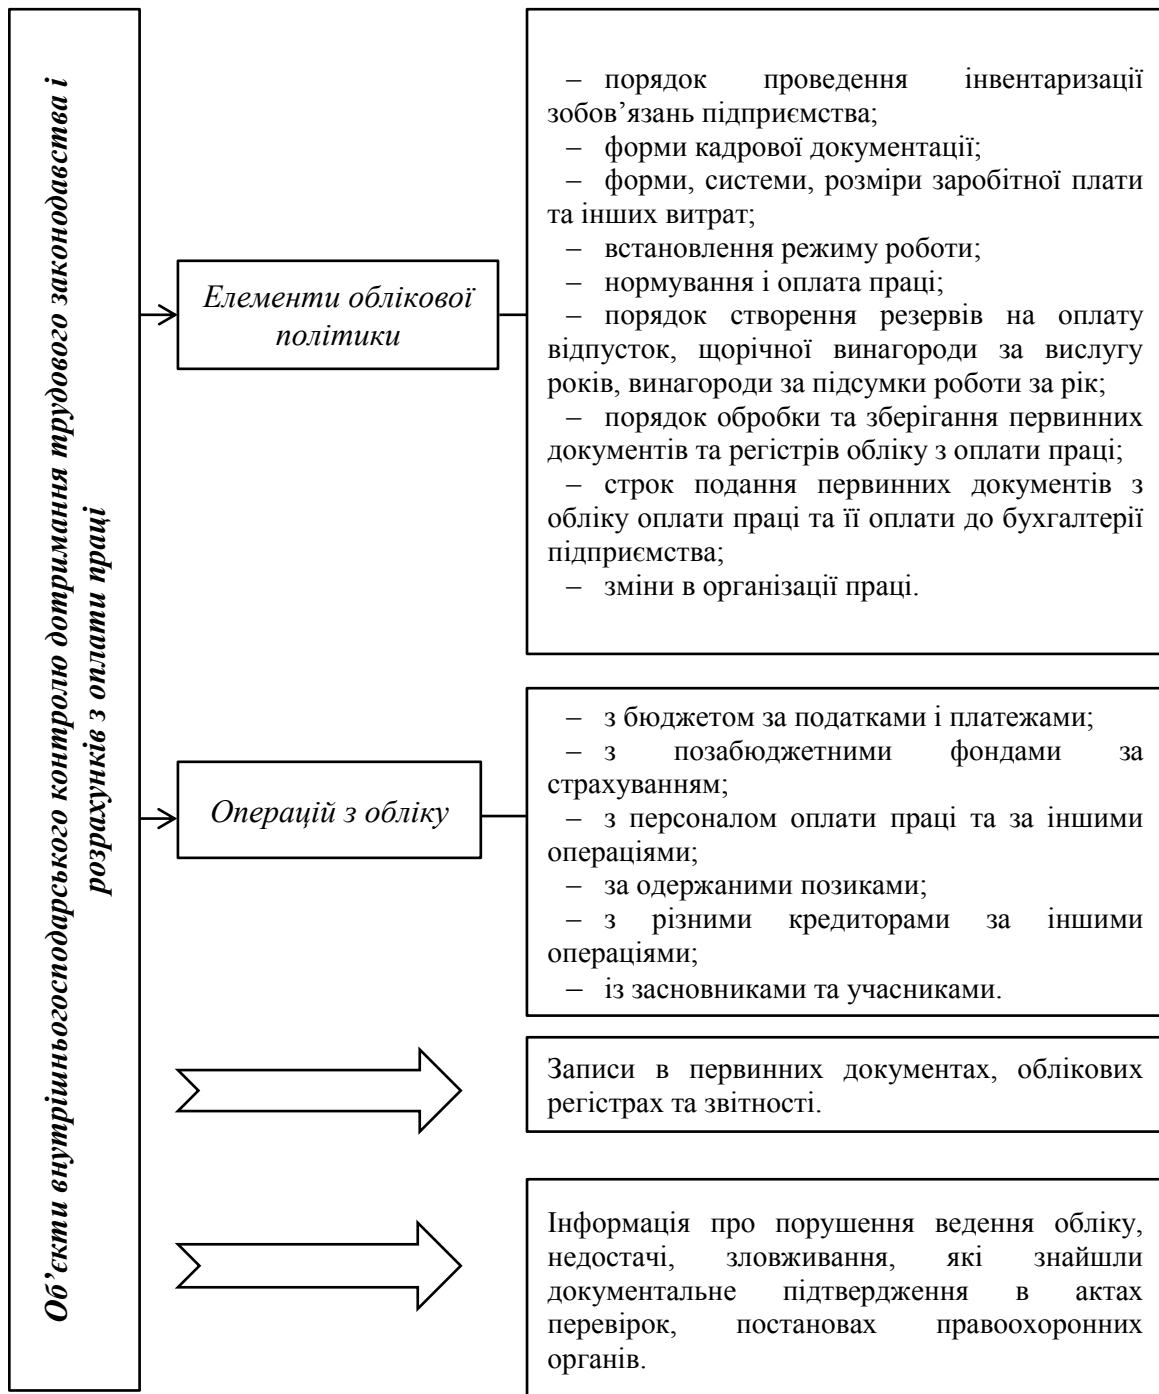 Об’єкти внутрішньогосподарського контролю дотримання трудового законодавства і
розрахунків з оплати праці
Елементи облікової
політики
– порядок проведення інвентаризації
зобов’язань підприємства;
– форми кадрової документації;
– форми, системи, розміри заробітної плати
та інших витрат;
– встановлення режиму роботи;
– нормування і оплата праці;
– порядок створення резервів на оплату
відпусток, щорічної винагороди за вислугу
років, винагороди за підсумки роботи за рік;
– порядок обробки та зберігання первинних
документів та регістрів обліку з оплати праці;
– строк подання первинних документів з
обліку оплати праці та її оплати до бухгалтерії
підприємства;
– зміни в організації праці.
Операцій з обліку
– з бюджетом за податками і платежами;
– з позабюджетними фондами за
страхуванням;
– з персоналом оплати праці та за іншими
операціями;
– за одержаними позиками;
– з різними кредиторами за іншими
операціями;
– із засновниками та учасниками.
Записи в первинних документах, облікових
регістрах та звітності.
Інформація про порушення ведення обліку,
недостачі, зловживання, які знайшли
документальне підтвердження в актах
перевірок, постановах правоохоронних
органів.